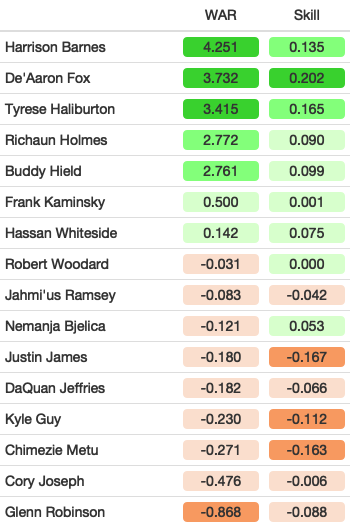 WAR Skill
Harrison Barnes 4.251 0.135
De'Aaron Fox 3.732 0.202
Tyrese Haliburton 3.415 0.165
Richaun Holmes 2.772 0.090
Buddy Hield 2.761 0.099
Frank Kaminsky 0.500 0.001
Hassan Whiteside 0.142 0.075
Robert Woodard -0.031 0.000
Jahmi'us Ramsey -0.083 -0.042
Nemanja Bjelica -0.121 0.053
Justin James -0.180 -0.167
DaQuan Jeffries -0.182 -0.066
Kyle Guy -0.230 -0.112
Chimezie Metu -0.271 -0.163
Cory Joseph -0.476 -0.006
Glenn Robinson -0.868 -0.088